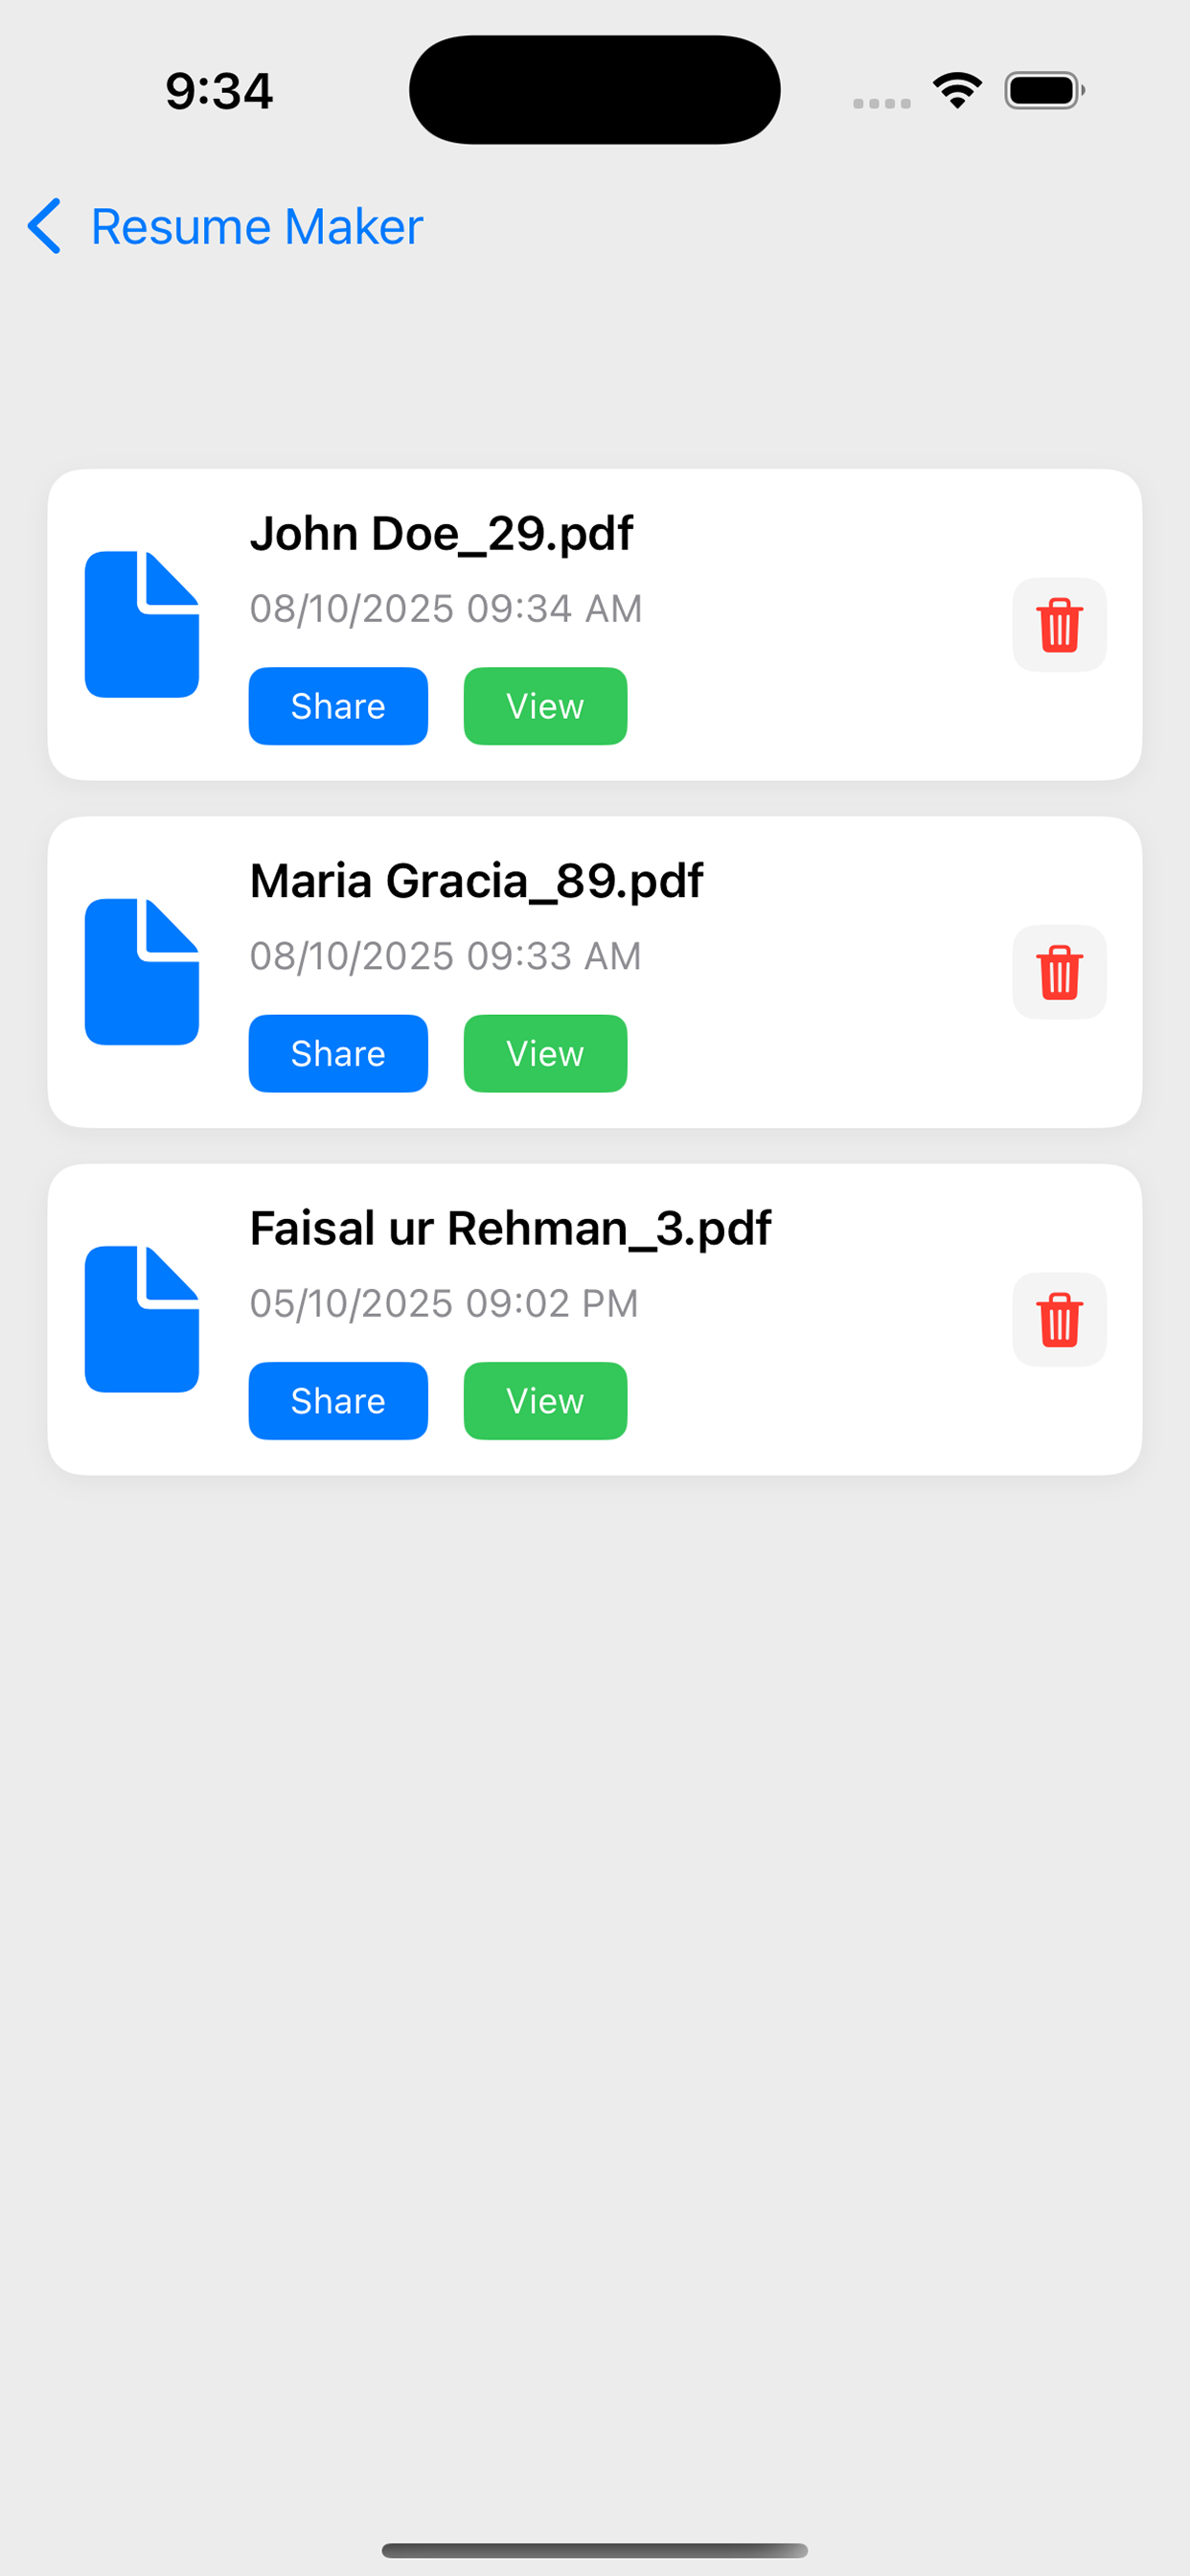 9:34
Resume Maker
John Doe_29.pdf
08/10/2025 09:34 AM
Share View
Maria Gracia_89.pdf
08/10/2025 09:33 AM
Share View
Faisal ur Rehman_3.pdf
05/10/2025 09:02 PM
Share View